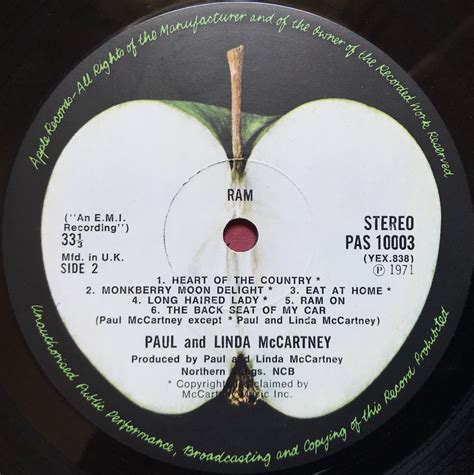 Apple Records-All Rights of the Manufacturer and of the Owner of the Recorded Work Reserved
RAM
("An E.M.I.
Recording")
33⅓
Mfd. in U.K.
SIDE 2
STEREO
PAS 10003
(YEX.838)
Ⓟ 1971
1. HEART OF THE COUNTRY *
2. MONKBERRY MOON DELIGHT * 3. EAT AT HOME *
4. LONG HAIRED LADY * 5. RAM ON
6. THE BACK SEAT OF MY CAR
(Paul McCartney except * Paul and Linda McCartney)
PAUL and LINDA McCARTNEY
Produced by Paul and Linda McCartney
Northern NCB
* Copyright claimed by
Inc.
Unauthorised Public Performance, Broadcasting and Copying of this Record Prohibited